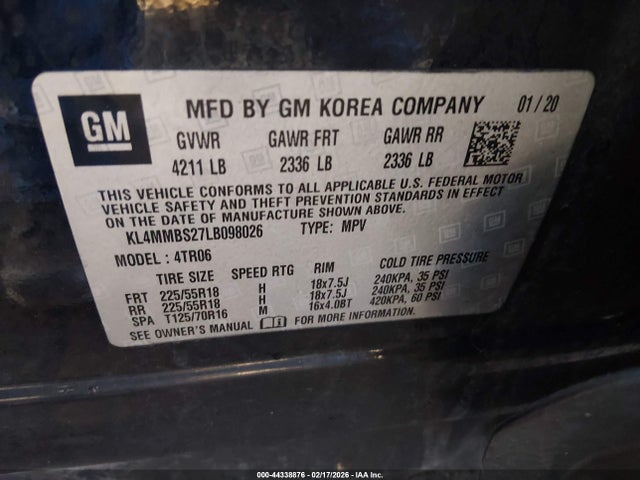 GM
MFD BY GM KOREA COMPANY 01/20
GVWR GAWR FRT GAWR RR
4211 LB 2336 LB 2336 LB
THIS VEHICLE CONFORMS TO ALL APPLICABLE U.S. FEDERAL MOTOR
VEHICLE SAFETY AND THEFT PREVENTION STANDARDS IN EFFECT
ON THE DATE OF MANUFACTURE SHOWN ABOVE.
KL4MMBS27LB098026 TYPE: MPV
MODEL: 4TR06
TIRE SIZE SPEED RTG RIM COLD TIRE PRESSURE
FRT 225/55R18 H 18x7.5J 240KPA, 35 PSI
RR 225/55R18 H 18x7.5J 240KPA, 35 PSI
SPA T125/70R16 M 16x4.0BT 420KPA, 60 PSI
SEE OWNER'S MANUAL FOR MORE INFORMATION.
000-44338876 - 02/17/2026 - IAA Inc.